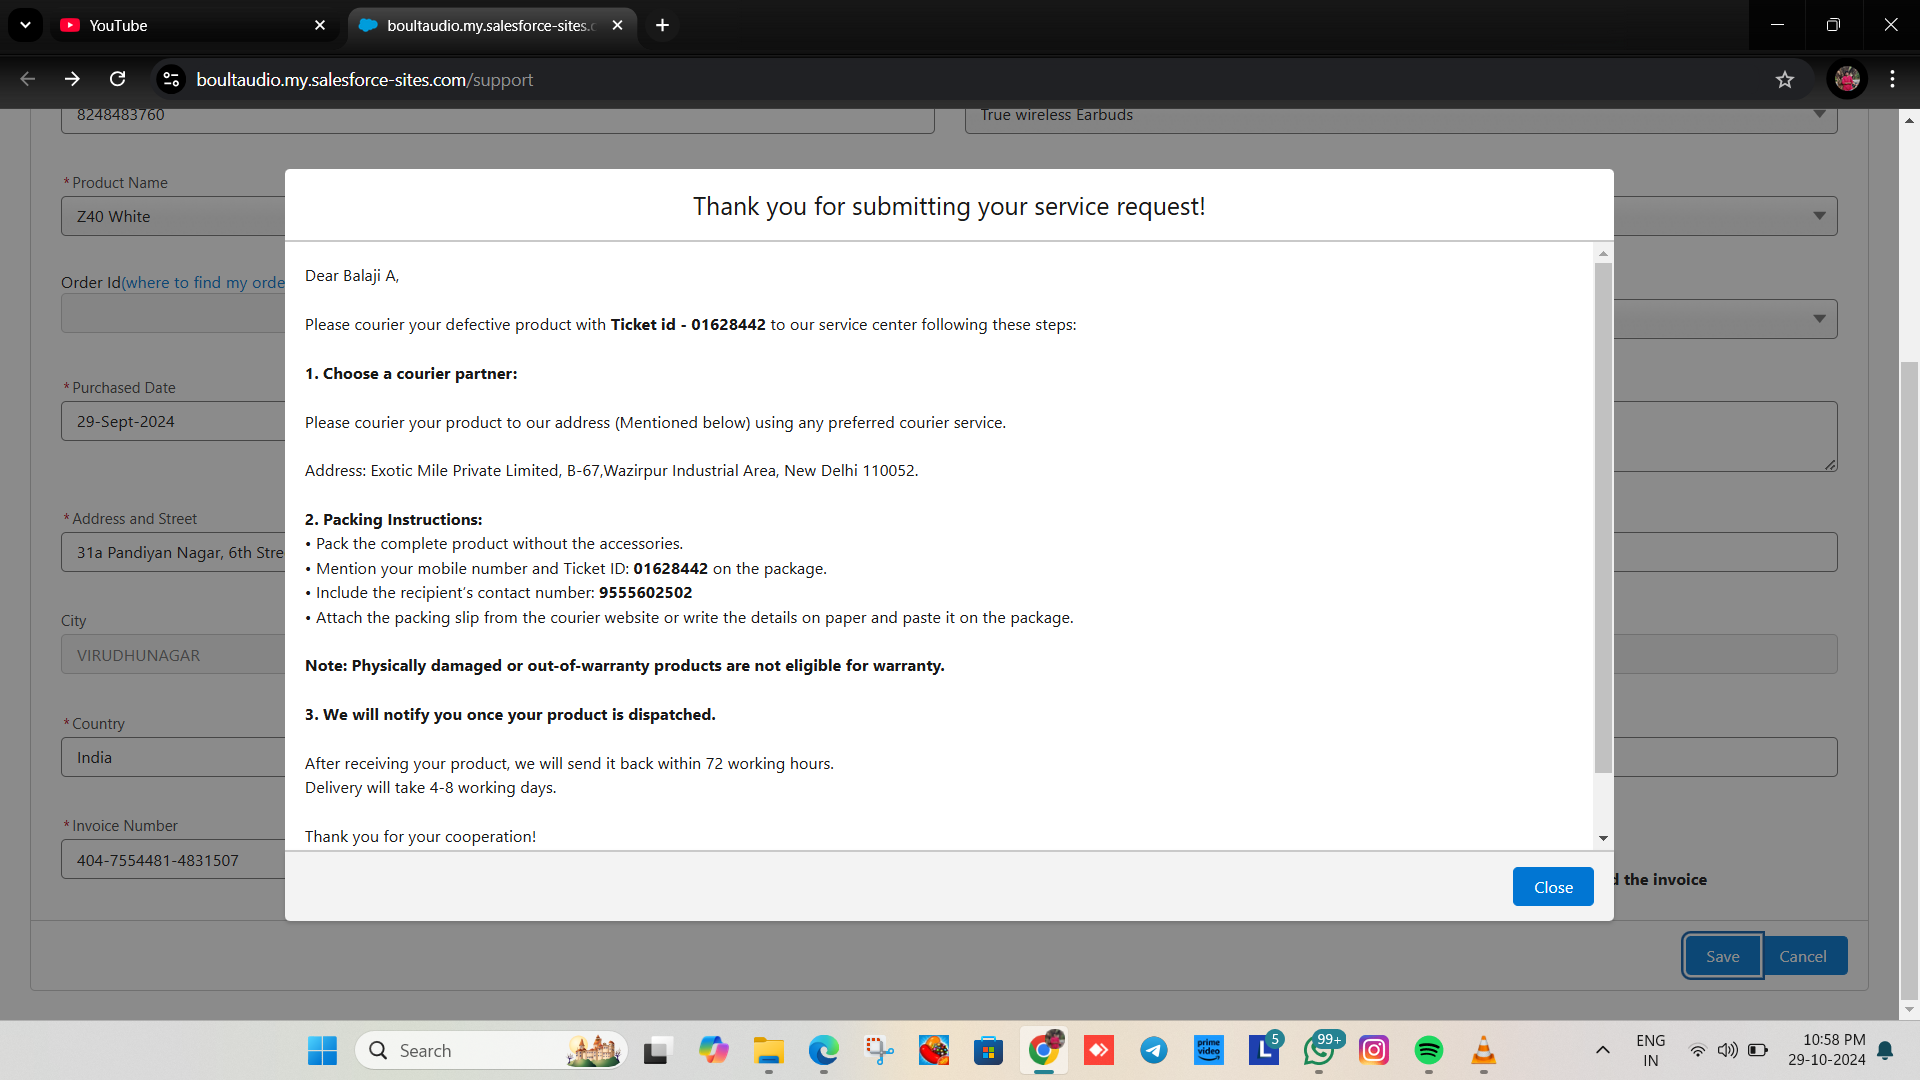 YouTube
boultaudio.my.salesforce-sites.c
boultaudio.my.salesforce-sites.com/support
8248483760
True wireless Earbuds
*Product Name
Z40 White
Order Id(where to find my orde
*Purchased Date
29-Sept-2024
*Address and Street
31a Pandiyan Nagar, 6th Stre
City
VIRUDHUNAGAR
*Country
India
*Invoice Number
404-7554481-4831507
Thank you for submitting your service request!
Dear Balaji A,
Please courier your defective product with Ticket id - 01628442 to our service center following these steps:
1. Choose a courier partner:
Please courier your product to our address (Mentioned below) using any preferred courier service.
Address: Exotic Mile Private Limited, B-67,Wazirpur Industrial Area, New Delhi 110052.
2. Packing Instructions:
• Pack the complete product without the accessories.
• Mention your mobile number and Ticket ID: 01628442 on the package.
• Include the recipient's contact number: 9555602502
• Attach the packing slip from the courier website or write the details on paper and paste it on the package.
Note: Physically damaged or out-of-warranty products are not eligible for warranty.
3. We will notify you once your product is dispatched.
After receiving your product, we will send it back within 72 working hours.
Delivery will take 4-8 working days.
Thank you for your cooperation!
Close
the invoice
Save
Cancel
Search
prime
video
L
5
99+
ENG
IN
10:58 PM
29-10-2024